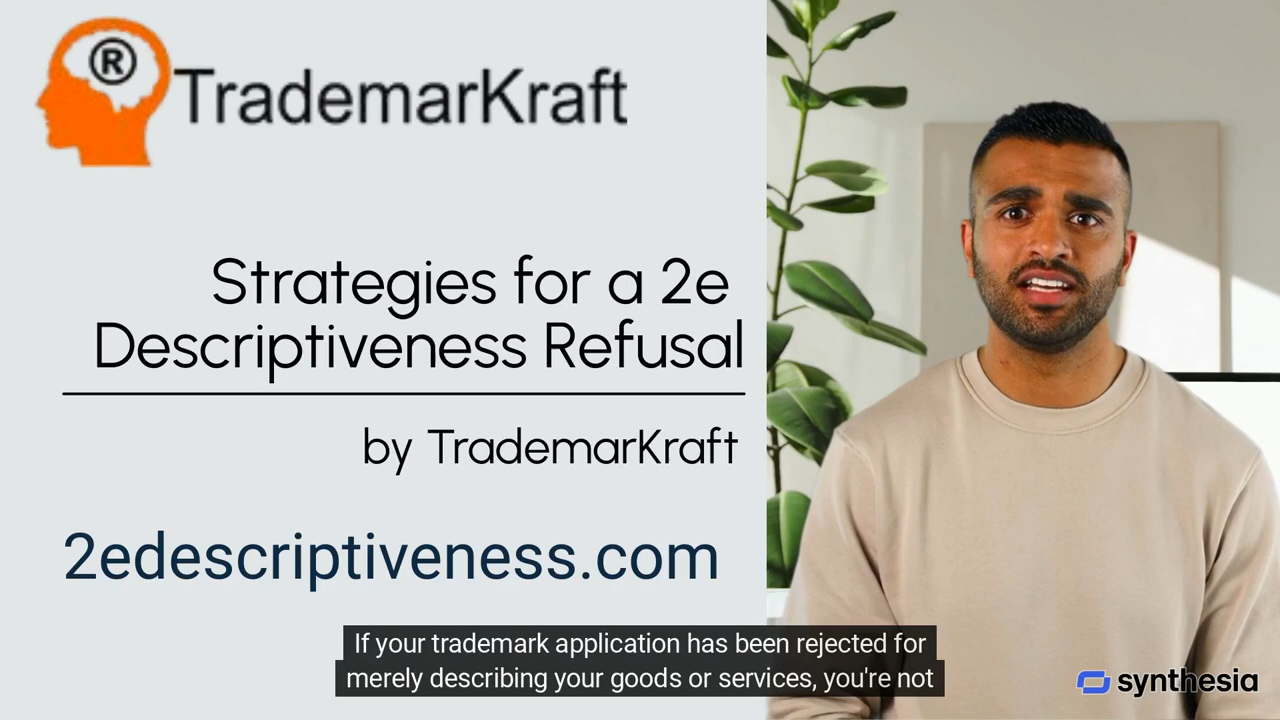 ®
TrademarKraft
Strategies for a 2e
Descriptiveness Refusal
by TrademarKraft
2edescriptiveness.com
If your trademark application has been rejected for
merely describing your goods or services, you're not
synthesia